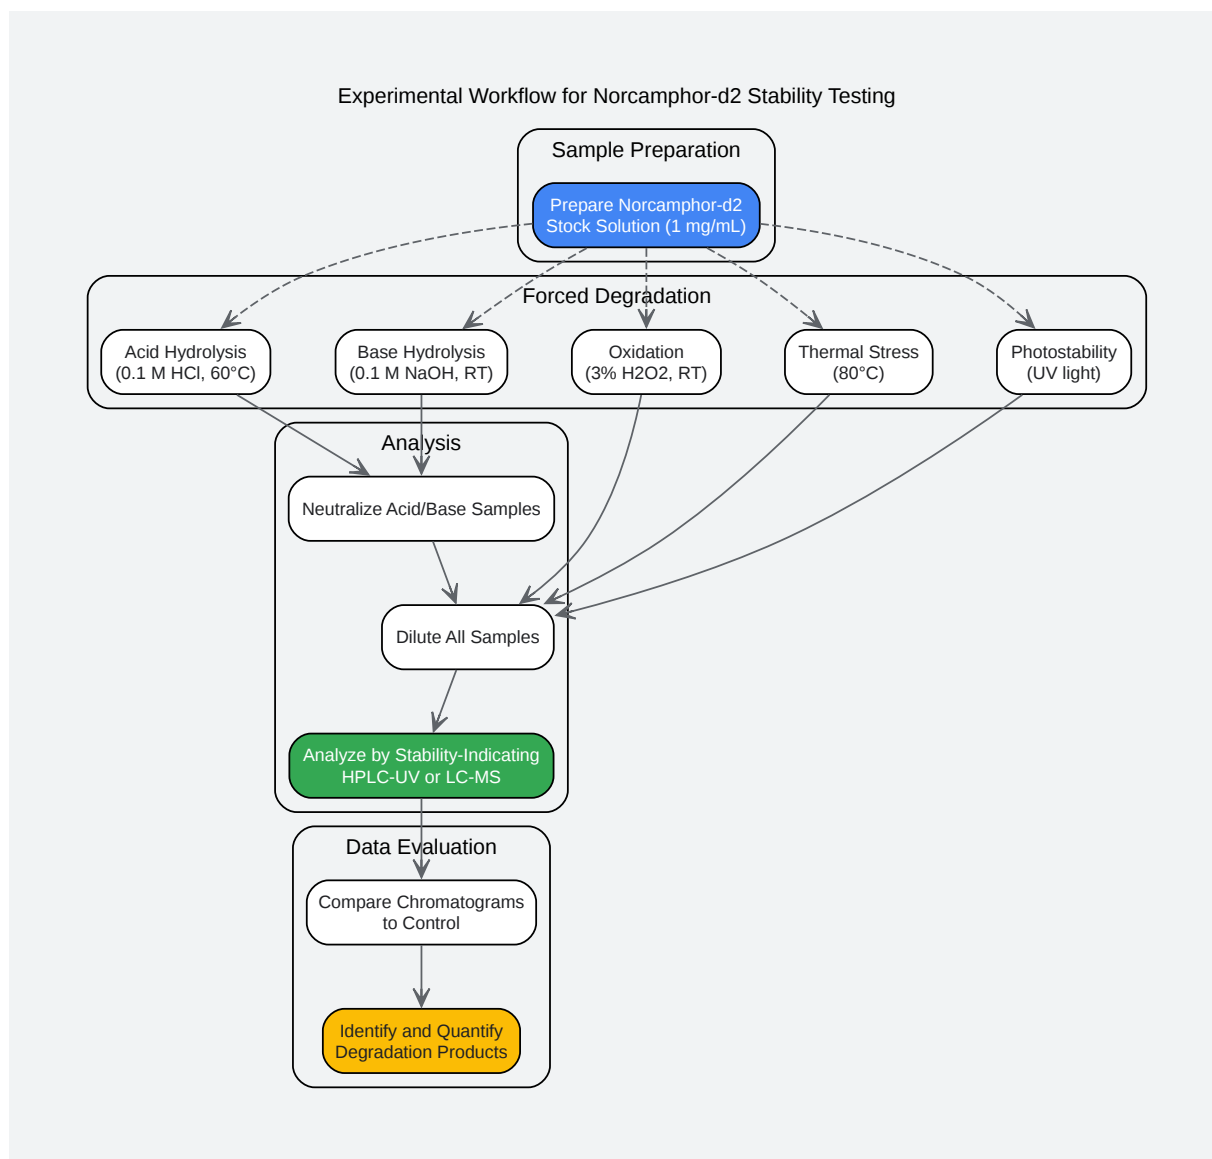 Experimental Workflow for Norcamphor-d2 Stability Testing
Sample Preparation
Prepare Norcamphor-d2
Stock Solution (1 mg/mL)
Forced Degradation
Acid Hydrolysis
(0.1 M HCl, 60°C)
Base Hydrolysis
(0.1 M NaOH, RT)
Oxidation
(3% H2O2, RT)
Thermal Stress
(80°C)
Photostability
(UV light)
Analysis
Neutralize Acid/Base Samples
Dilute All Samples
Analyze by Stability-Indicating
HPLC-UV or LC-MS
Data Evaluation
Compare Chromatograms
to Control
Identify and Quantify
Degradation Products